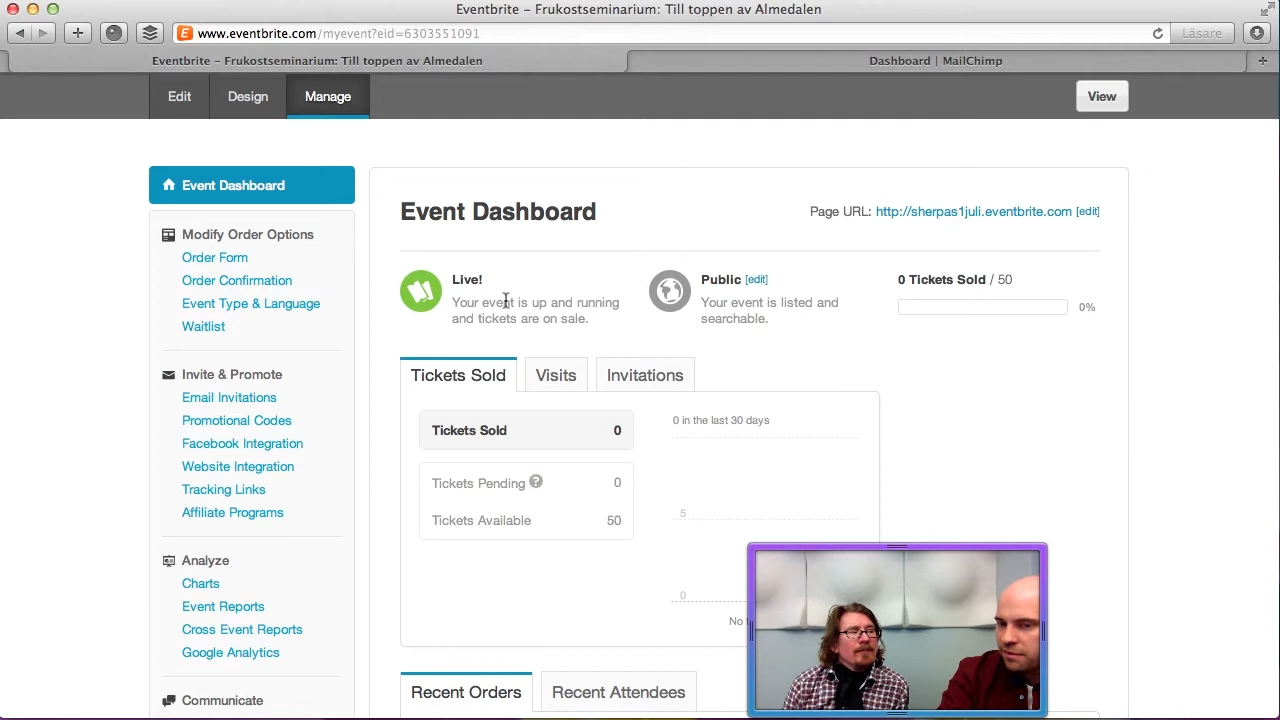 Eventbrite – Frukostseminarium: Till toppen av Almedalen
www.eventbrite.com/myevent?eid=6303551091
Läsare
Eventbrite – Frukostseminarium: Till toppen av Almedalen
Dashboard | MailChimp
Edit
Design
Manage
View
Event Dashboard
Modify Order Options
Order Form
Order Confirmation
Event Type & Language
Waitlist
Invite & Promote
Email Invitations
Promotional Codes
Facebook Integration
Website Integration
Tracking Links
Affiliate Programs
Analyze
Charts
Event Reports
Cross Event Reports
Google Analytics
Communicate
Event Dashboard
Page URL: http://sherpas1juli.eventbrite.com [edit]
Live!
Your event is up and running
and tickets are on sale.
Public [edit]
Your event is listed and
searchable.
0 Tickets Sold / 50
0%
Tickets Sold
Visits
Invitations
Tickets Sold 0
Tickets Pending ? 0
Tickets Available 50
0 in the last 30 days
5
0
No
Recent Orders
Recent Attendees